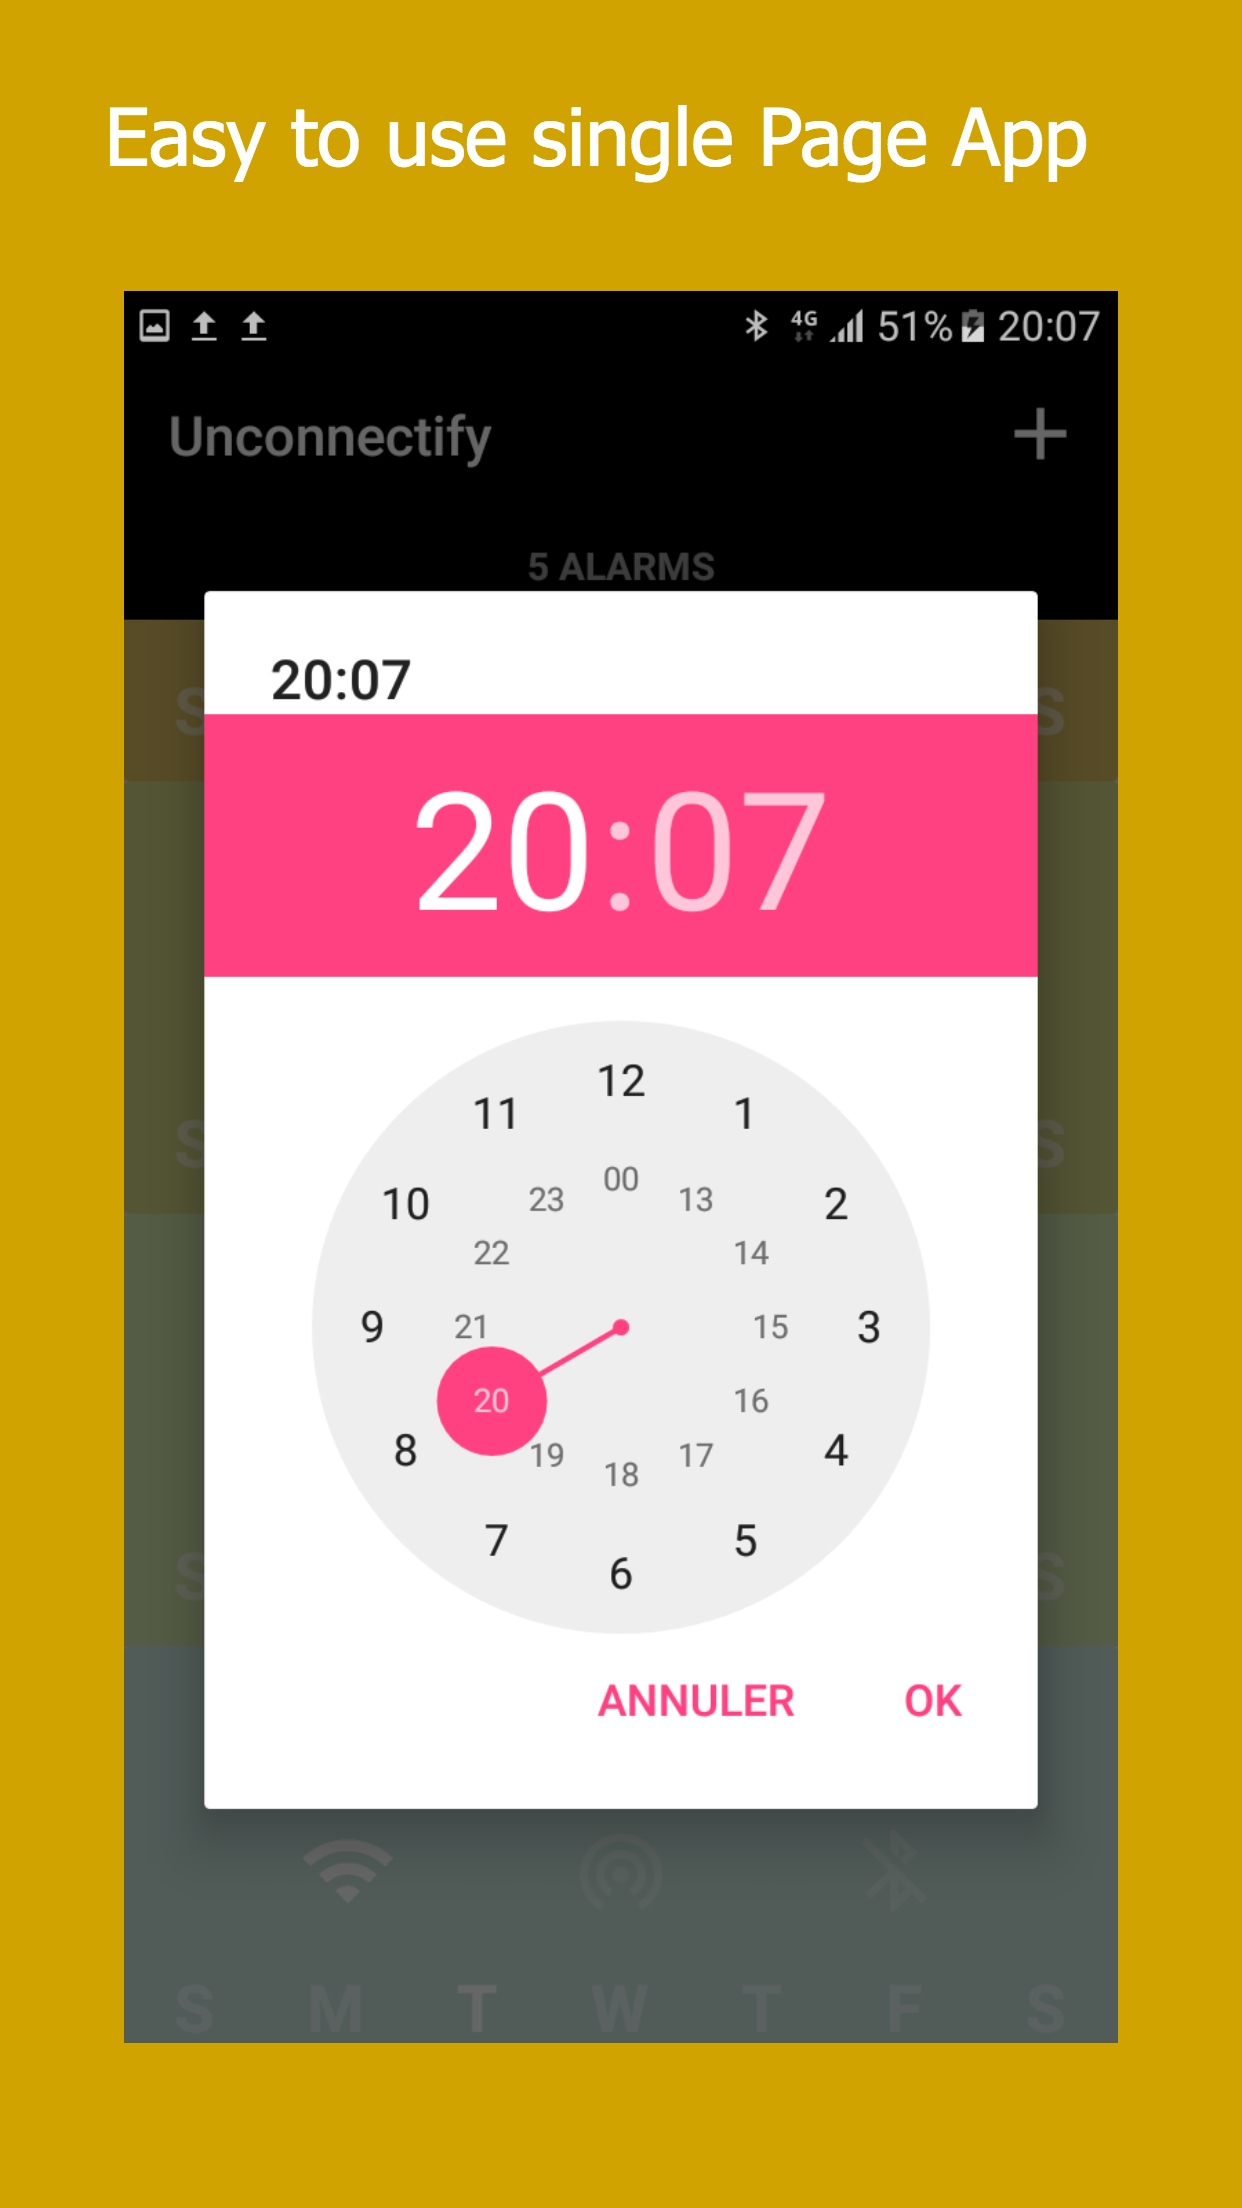 Easy to use single Page App
4G 51% 20:07
Unconnectify +
5 ALARMS
20:07
S S
20:07
12
11 1
10 2
00
23 13
22 14
9 21 15 3
20 16
8 19 17 4
18
7 5
6
S S
S S
ANNULER OK
S M T W T F S